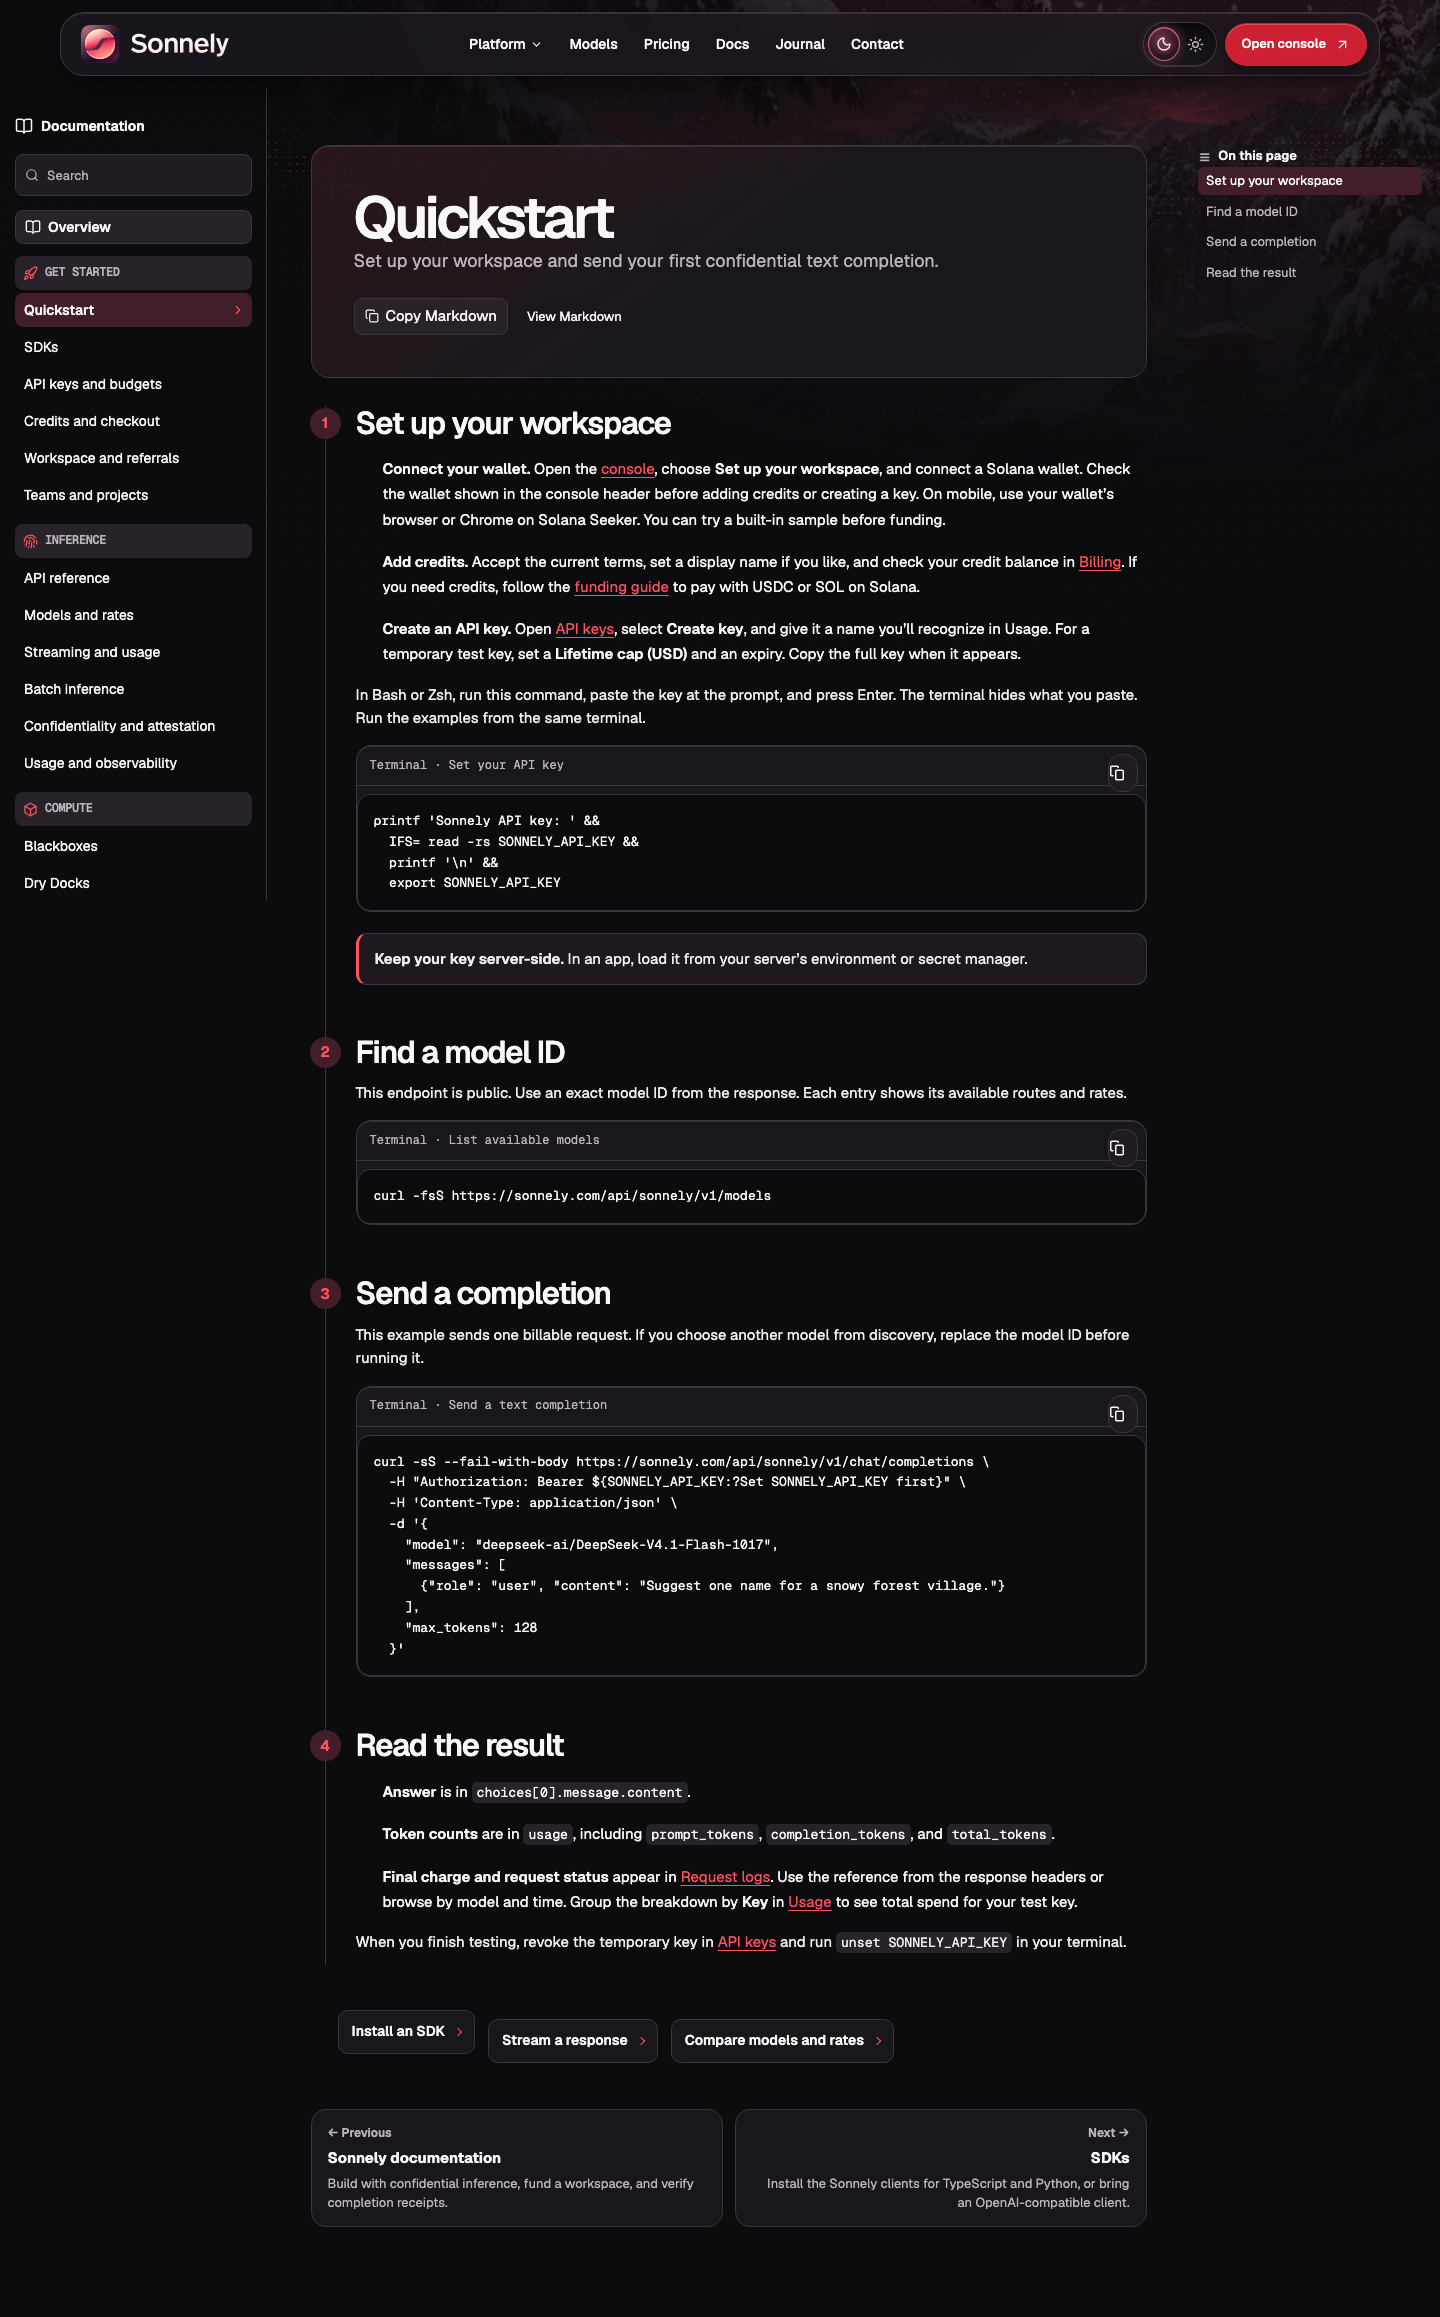 Sonnely
Platform
Models
Pricing
Docs
Journal
Contact
Open console
Documentation
Search
Overview
GET STARTED
Quickstart
SDKs
API keys and budgets
Credits and checkout
Workspace and referrals
Teams and projects
INFERENCE
API reference
Models and rates
Streaming and usage
Batch inference
Confidentiality and attestation
Usage and observability
COMPUTE
Blackboxes
Dry Docks
Quickstart
Set up your workspace and send your first confidential text completion.
Copy Markdown
View Markdown
On this page
Set up your workspace
Find a model ID
Send a completion
Read the result
1
Set up your workspace
Connect your wallet. Open the console, choose Set up your workspace, and connect a Solana wallet. Check
the wallet shown in the console header before adding credits or creating a key. On mobile, use your wallet’s
browser or Chrome on Solana Seeker. You can try a built-in sample before funding.
Add credits. Accept the current terms, set a display name if you like, and check your credit balance in Billing. If
you need credits, follow the funding guide to pay with USDC or SOL on Solana.
Create an API key. Open API keys, select Create key, and give it a name you’ll recognize in Usage. For a
temporary test key, set a Lifetime cap (USD) and an expiry. Copy the full key when it appears.
In Bash or Zsh, run this command, paste the key at the prompt, and press Enter. The terminal hides what you paste.
Run the examples from the same terminal.
Terminal · Set your API key
printf 'Sonnely API key: ' &&
  IFS= read -rs SONNELY_API_KEY &&
  printf '\n' &&
  export SONNELY_API_KEY
Keep your key server-side. In an app, load it from your server’s environment or secret manager.
2
Find a model ID
This endpoint is public. Use an exact model ID from the response. Each entry shows its available routes and rates.
Terminal · List available models
curl -fsS https://sonnely.com/api/sonnely/v1/models
3
Send a completion
This example sends one billable request. If you choose another model from discovery, replace the model ID before
running it.
Terminal · Send a text completion
curl -sS --fail-with-body https://sonnely.com/api/sonnely/v1/chat/completions \
  -H "Authorization: Bearer ${SONNELY_API_KEY:?Set SONNELY_API_KEY first}" \
  -H 'Content-Type: application/json' \
  -d '{
    "model": "deepseek-ai/DeepSeek-V4.1-Flash-1017",
    "messages": [
      {"role": "user", "content": "Suggest one name for a snowy forest village."}
    ],
    "max_tokens": 128
  }'
4
Read the result
Answer is in choices[0].message.content.
Token counts are in usage, including prompt_tokens, completion_tokens, and total_tokens.
Final charge and request status appear in Request logs. Use the reference from the response headers or
browse by model and time. Group the breakdown by Key in Usage to see total spend for your test key.
When you finish testing, revoke the temporary key in API keys and run unset SONNELY_API_KEY in your terminal.
Install an SDK
Stream a response
Compare models and rates
← Previous
Sonnely documentation
Build with confidential inference, fund a workspace, and verify
completion receipts.
Next →
SDKs
Install the Sonnely clients for TypeScript and Python, or bring
an OpenAI-compatible client.